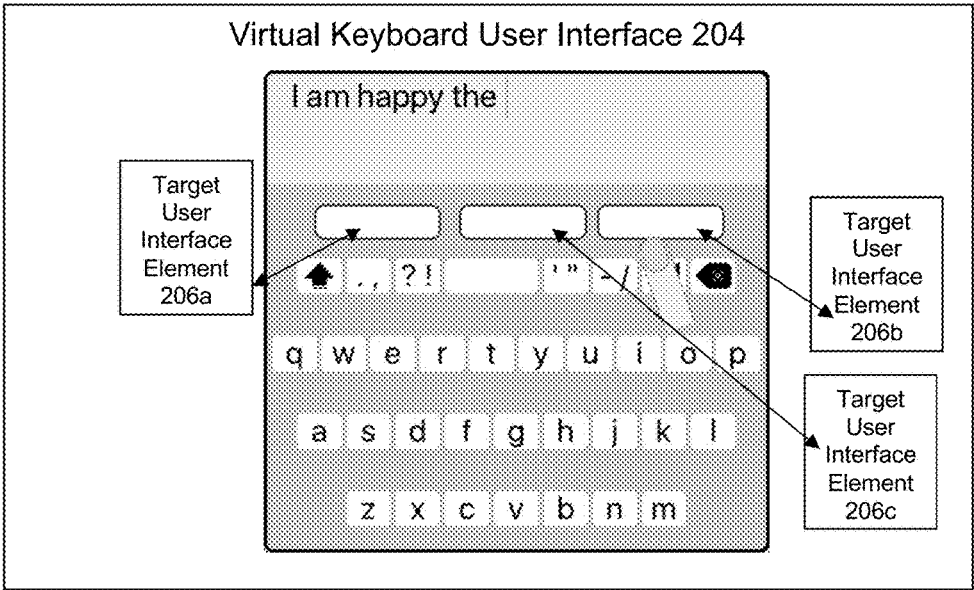 Virtual Keyboard User Interface 204
I am happy the
Target
User
Interface
Element
206a
Target
User
Interface
Element
206b
Target
User
Interface
Element
206c
. , ? ! ' " ~ /
q w e r t y u i o p
a s d f g h j k l
z x c v b n m